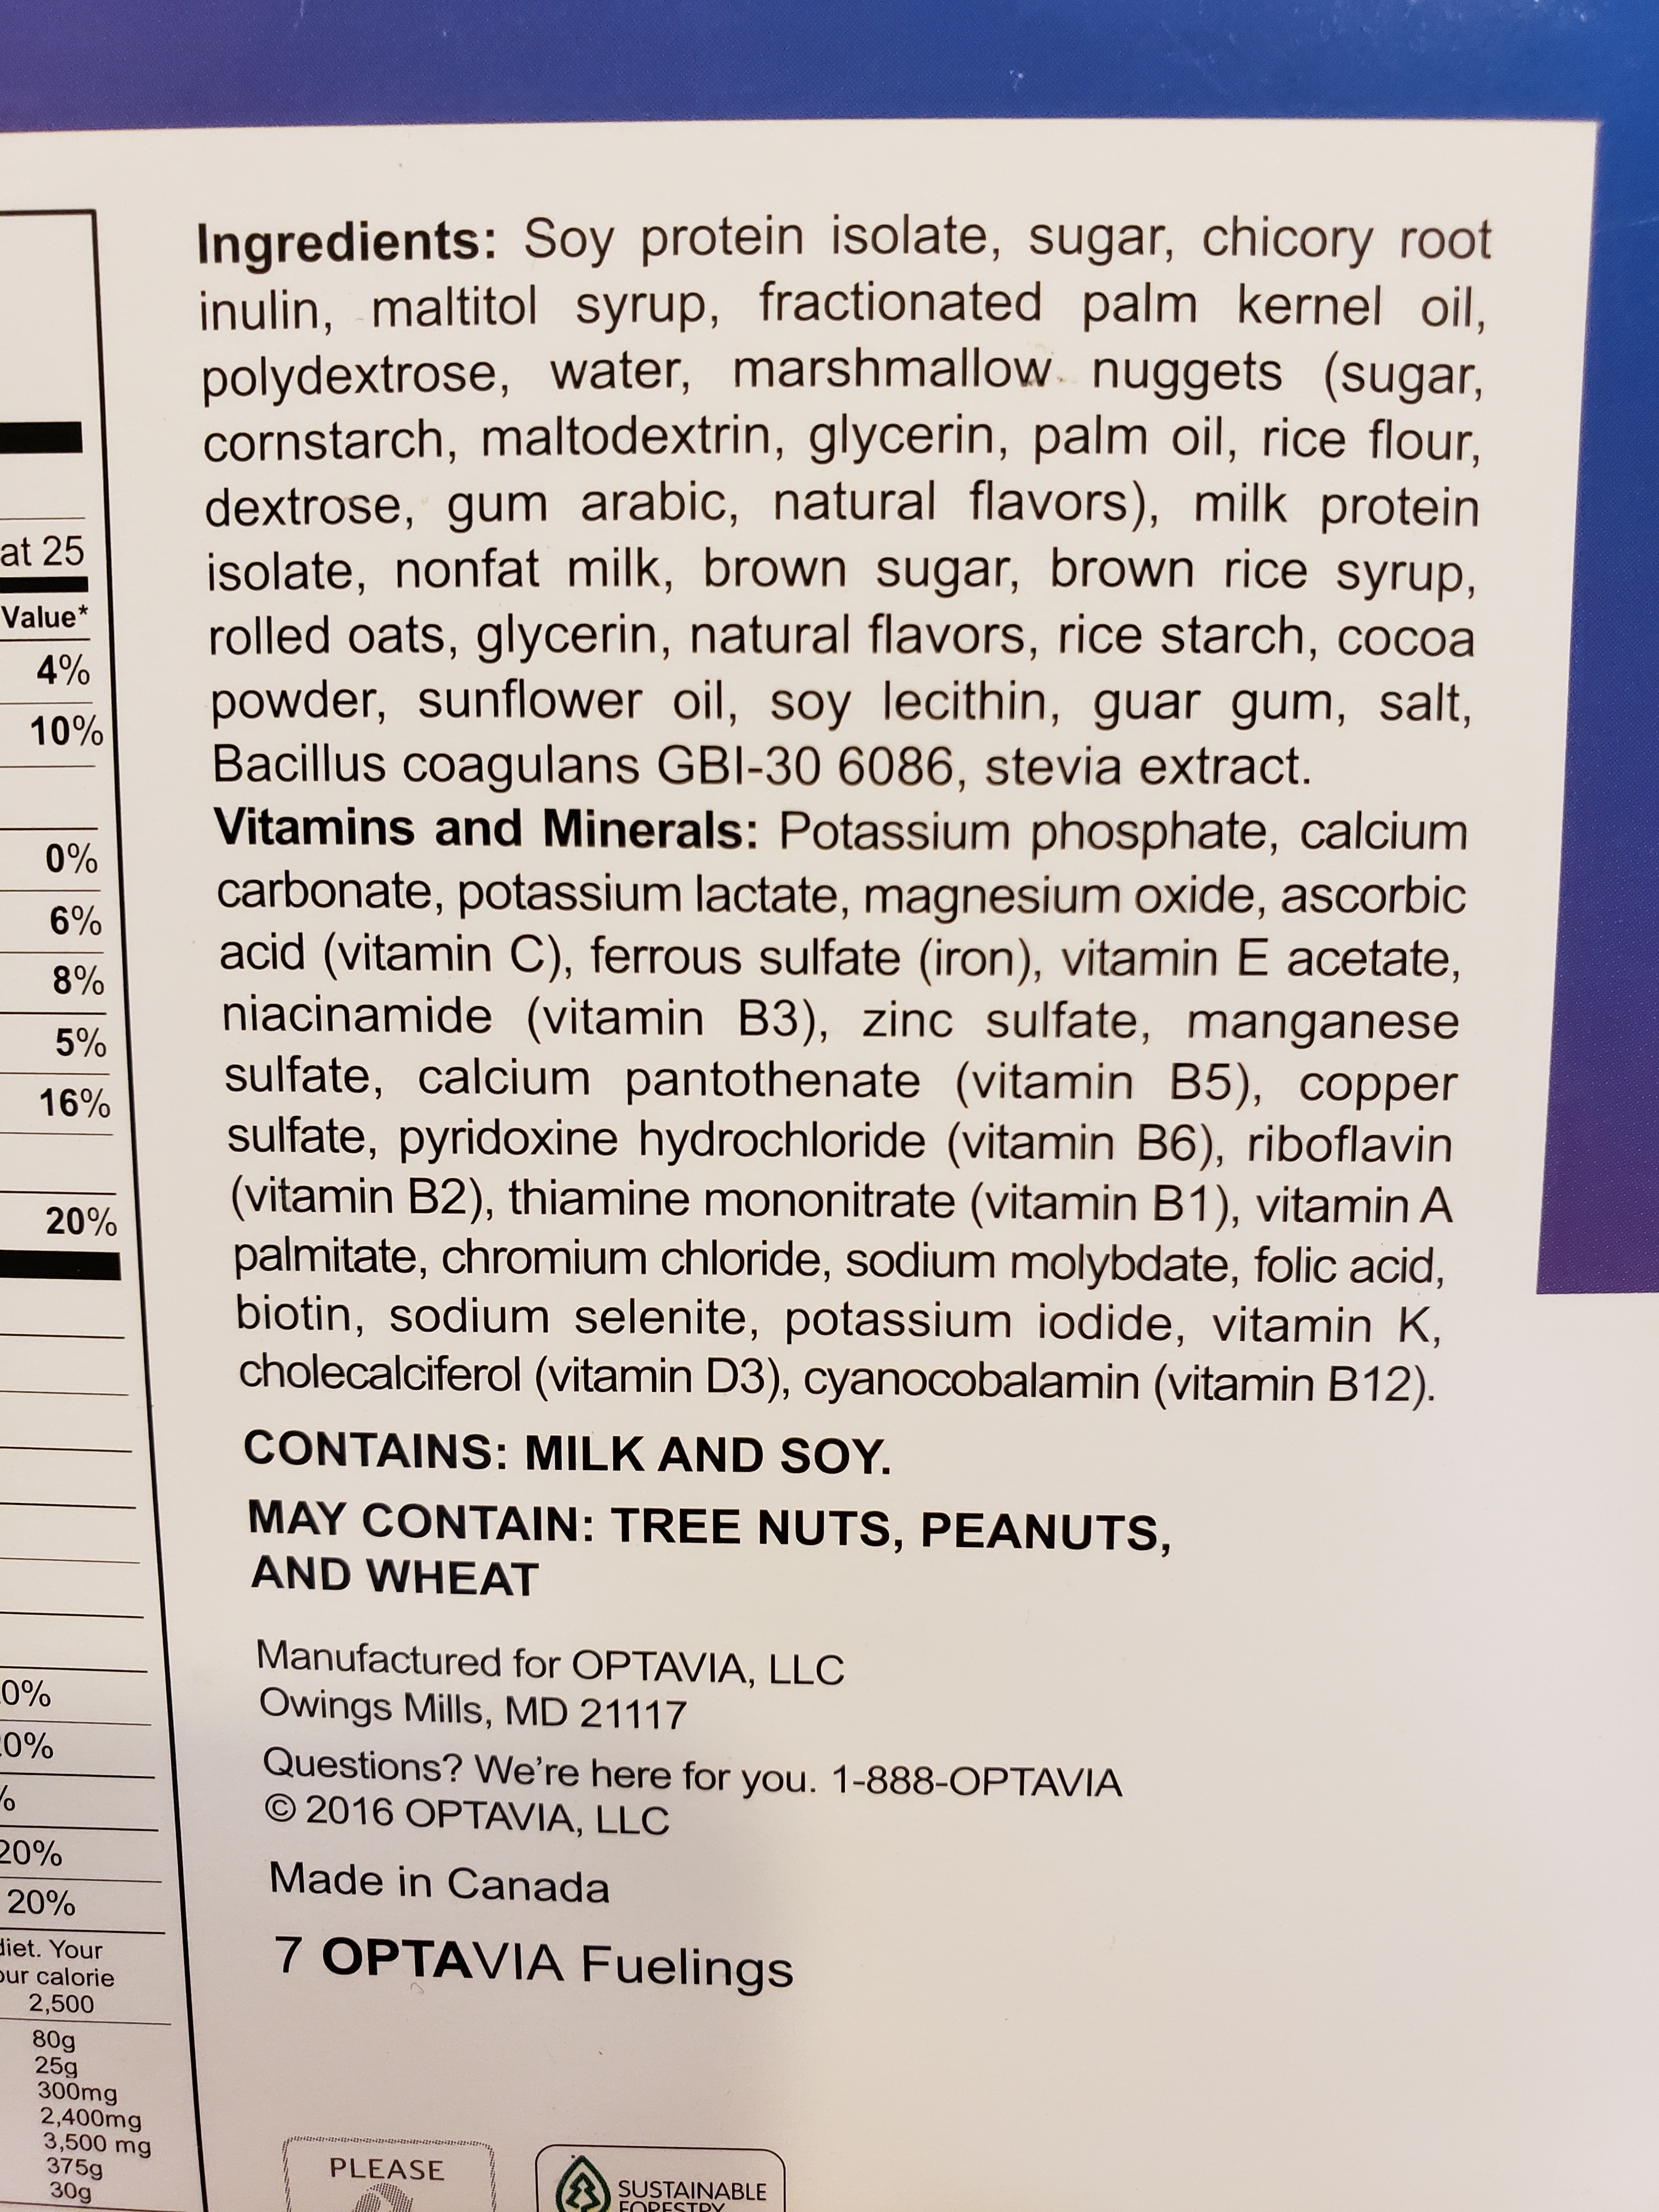 at 25
Value*
4%
10%
0%
6%
8%
5%
16%
20%
0%
0%
%
20%
20%
diet. Your
our calorie
2,500
80g
25g
300mg
2,400mg
3,500 mg
375g
30g
Ingredients: Soy protein isolate, sugar, chicory root
inulin, maltitol syrup, fractionated palm kernel oil,
polydextrose, water, marshmallow nuggets (sugar,
cornstarch, maltodextrin, glycerin, palm oil, rice flour,
dextrose, gum arabic, natural flavors), milk protein
isolate, nonfat milk, brown sugar, brown rice syrup,
rolled oats, glycerin, natural flavors, rice starch, cocoa
powder, sunflower oil, soy lecithin, guar gum, salt,
Bacillus coagulans GBI-30 6086, stevia extract.
Vitamins and Minerals: Potassium phosphate, calcium
carbonate, potassium lactate, magnesium oxide, ascorbic
acid (vitamin C), ferrous sulfate (iron), vitamin E acetate,
niacinamide (vitamin B3), zinc sulfate, manganese
sulfate, calcium pantothenate (vitamin B5), copper
sulfate, pyridoxine hydrochloride (vitamin B6), riboflavin
(vitamin B2), thiamine mononitrate (vitamin B1), vitamin A
palmitate, chromium chloride, sodium molybdate, folic acid,
biotin, sodium selenite, potassium iodide, vitamin K,
cholecalciferol (vitamin D3), cyanocobalamin (vitamin B12).
CONTAINS: MILK AND SOY.
MAY CONTAIN: TREE NUTS, PEANUTS,
AND WHEAT
Manufactured for OPTAVIA, LLC
Owings Mills, MD 21117
Questions? We're here for you. 1-888-OPTAVIA
© 2016 OPTAVIA, LLC
Made in Canada
7 OPTAVIA Fuelings
PLEASE
SUSTAINABLE
FORESTRY